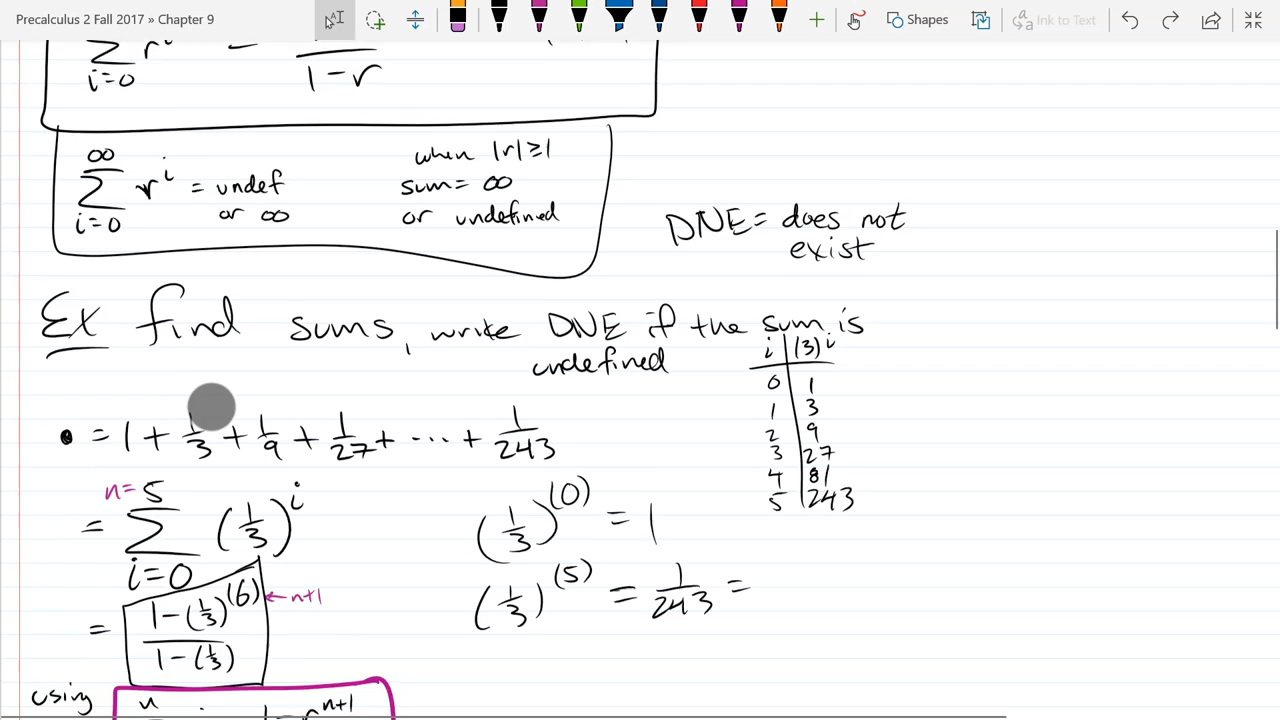 Precalculus 2 Fall 2017 » Chapter 9
Shapes
Ink to Text
∑ r^i =
i=0
1-r
∞
∑ r^i = undef
or ∞
i=0
when |r|≥1
sum = ∞
or undefined
DNE = does not
exist
Ex find sums, write DNE if the sum is
undefined
i | (3)^i
0 | 1
1 | 3
2 | 9
3 | 27
4 | 81
5 | 243
• = 1 + 1/3 + 1/9 + 1/27 + ... + 1/243
n= 5
= ∑ (1/3)^i
i=0
(1/3)^(0) = 1
(1/3)^(5) = 1/243 =
= (1-(1/3)^(6))/(1-(1/3)) ← n+1
using
n
1-r^(n+1)